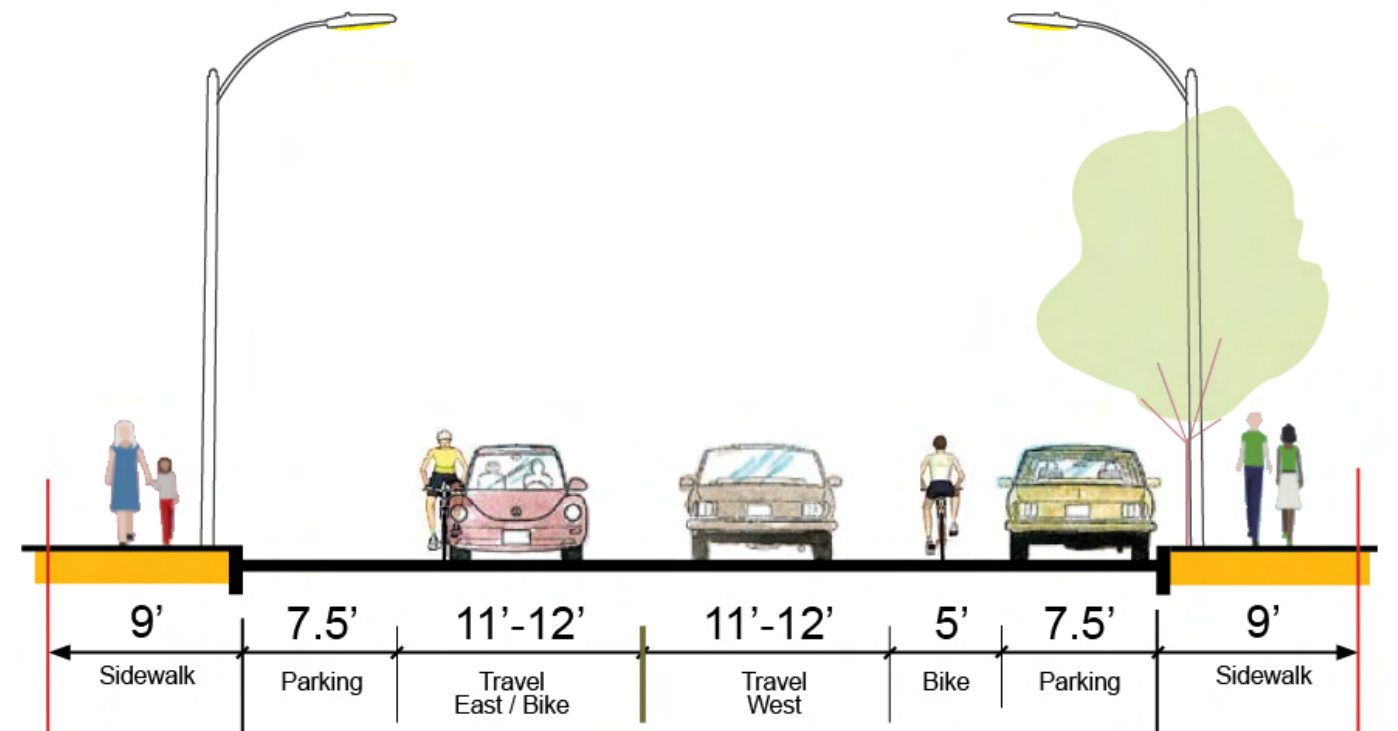 9’ 7.5’ 11’-12’ 11’-12’ 5’ 7.5’ 9’
Sidewalk Parking Travel Travel Bike Parking Sidewalk
East / Bike West